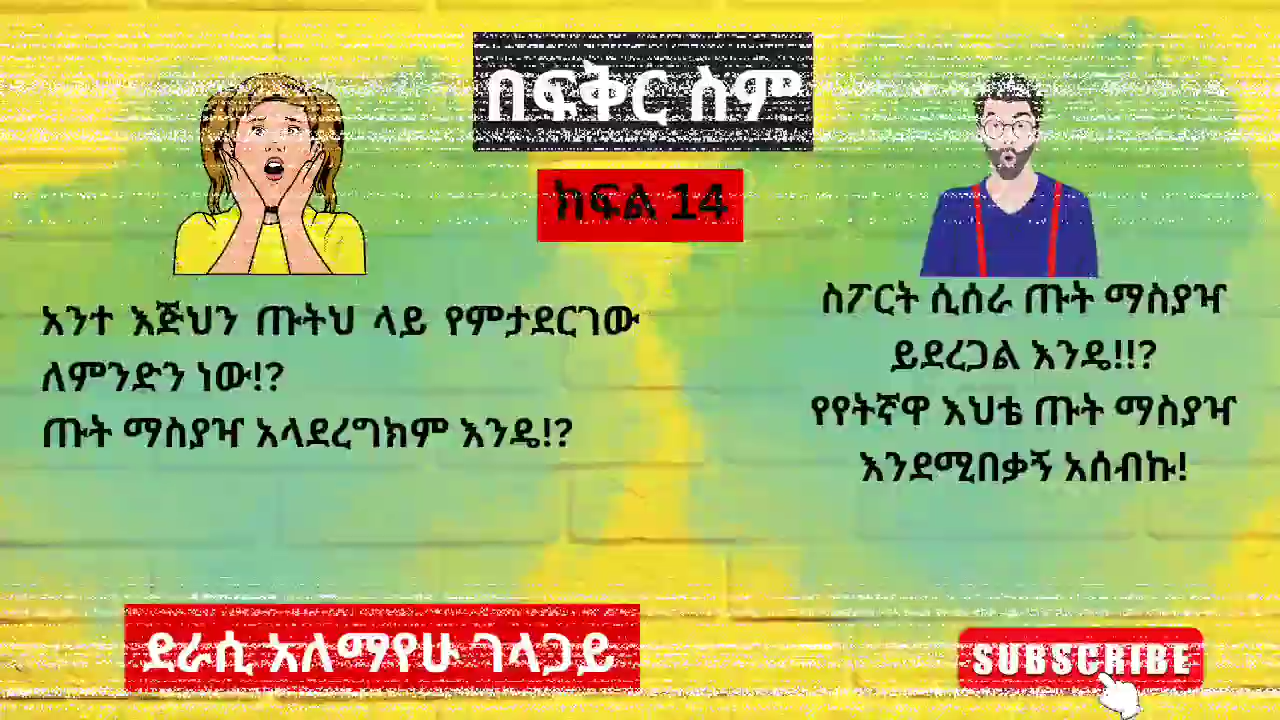 በፍቅር ስም
ክፍል 14
አንተ እጅህን ጡትህ ላይ የምታደርገው
ለምንድን ነው!?
ጡት ማስያዣ አላደረግክም እንዴ!?
ስፖርት ሲሰራ ጡት ማስያዣ
ይደረጋል እንዴ!!?
የየትኛዋ እህቴ ጡት ማስያዣ
እንደሚበቃኝ አሰብኩ!
ደራሲ አለማየሁ ገላጋይ
SUBSCRIBE